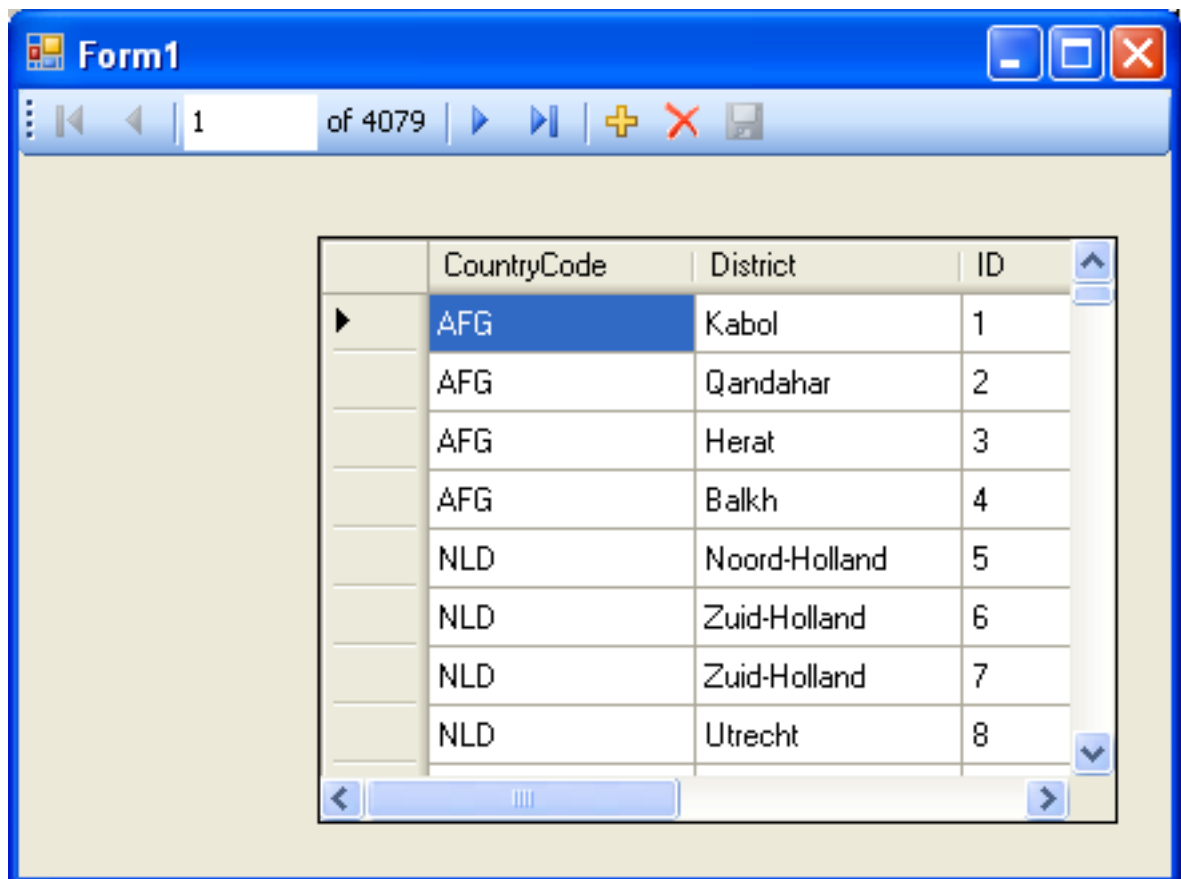 Form1
1 of 4079
CountryCode District ID
AFG Kabol 1
AFG Qandahar 2
AFG Herat 3
AFG Balkh 4
NLD Noord-Holland 5
NLD Zuid-Holland 6
NLD Zuid-Holland 7
NLD Utrecht 8